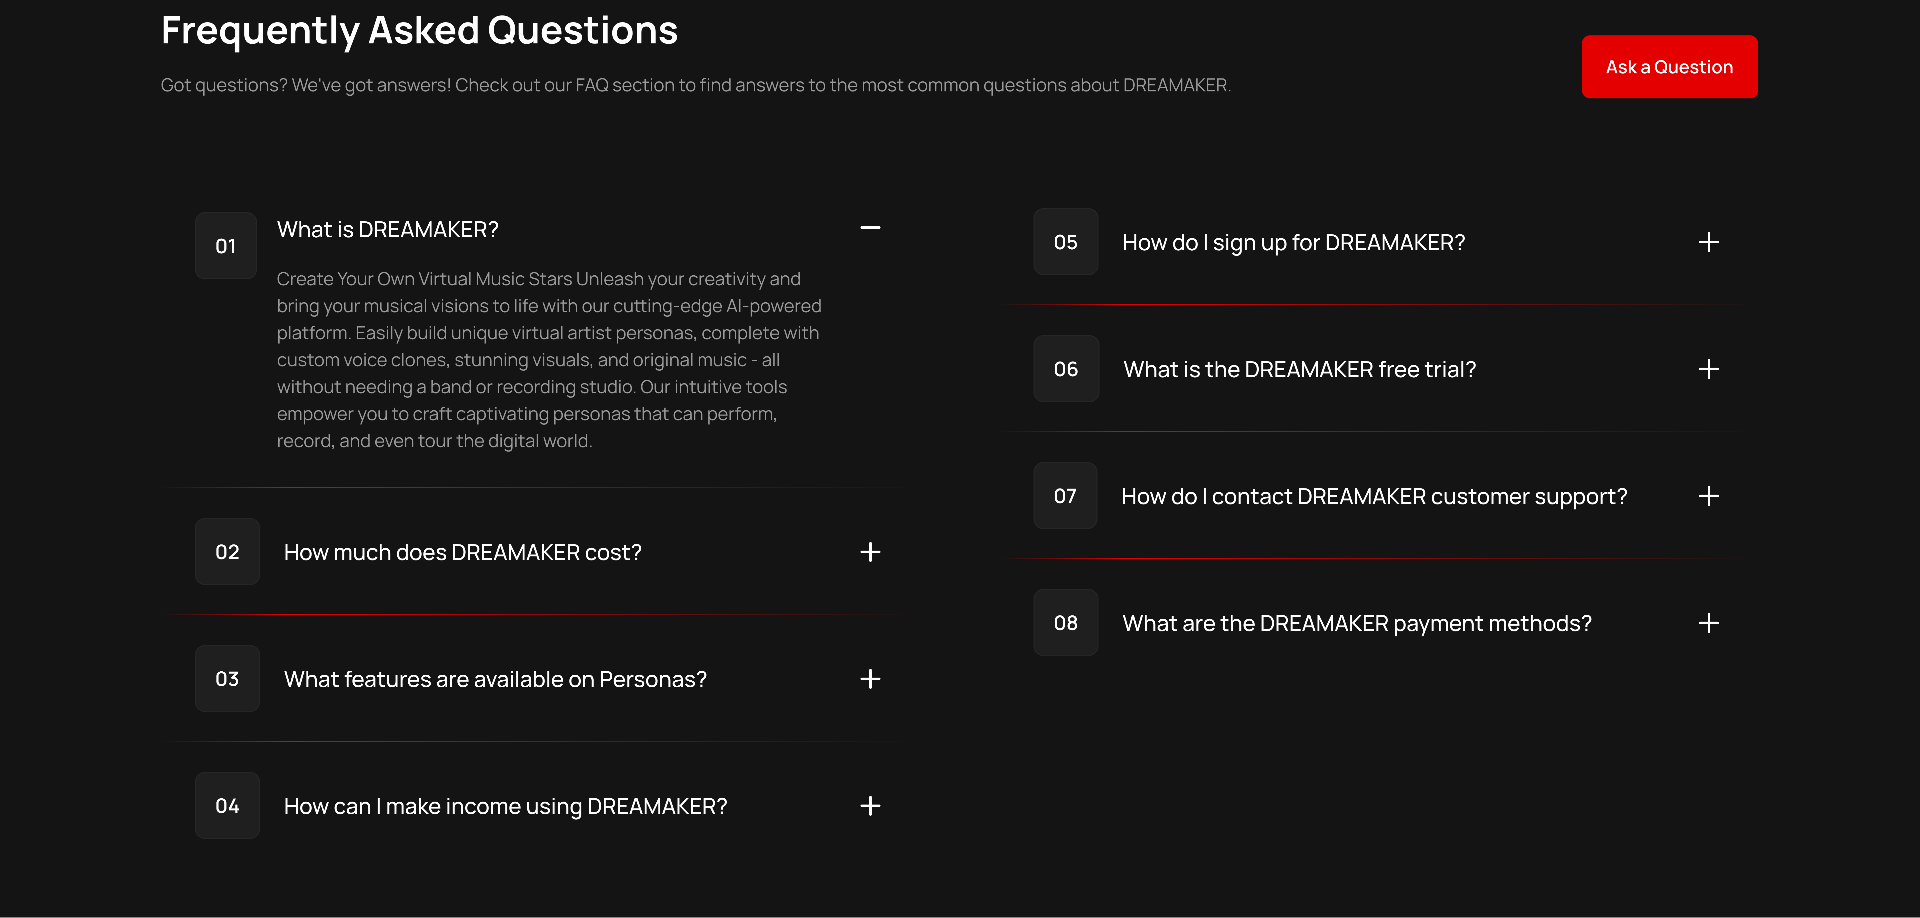 Frequently Asked Questions
Got questions? We've got answers! Check out our FAQ section to find answers to the most common questions about DREAMAKER.
Ask a Question
01
What is DREAMAKER?
Create Your Own Virtual Music Stars Unleash your creativity and
bring your musical visions to life with our cutting-edge AI-powered
platform. Easily build unique virtual artist personas, complete with
custom voice clones, stunning visuals, and original music - all
without needing a band or recording studio. Our intuitive tools
empower you to craft captivating personas that can perform,
record, and even tour the digital world.
02
How much does DREAMAKER cost?
03
What features are available on Personas?
04
How can I make income using DREAMAKER?
05
How do I sign up for DREAMAKER?
06
What is the DREAMAKER free trial?
07
How do I contact DREAMAKER customer support?
08
What are the DREAMAKER payment methods?